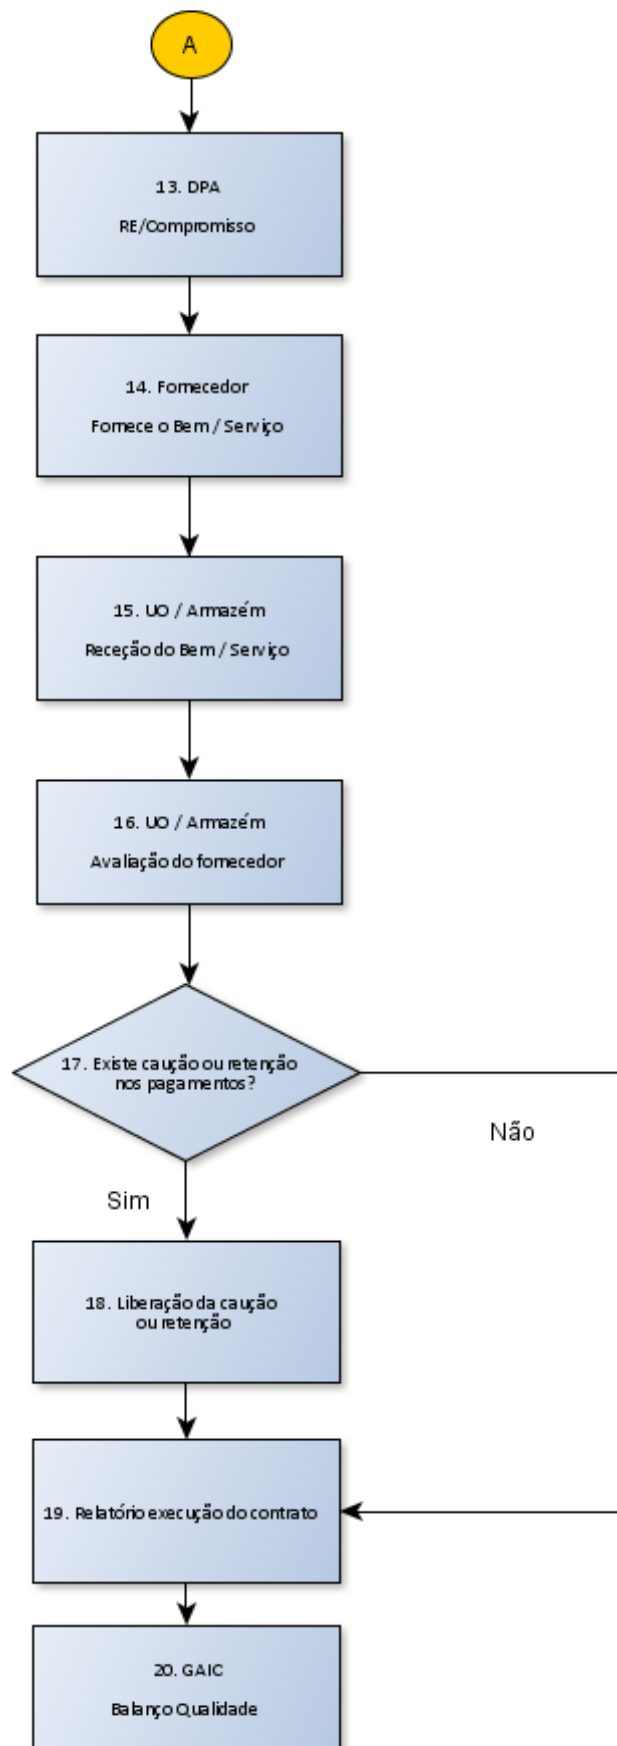 A
13. DPA
RE/Compromisso
14. Fornecedor
Fornece o Bem / Serviço
15. UO / Armazém
Receção do Bem / Serviço
16. UO / Armazém
Avaliação do fornecedor
17. Existe caução ou retenção
nos pagamentos?
Não
Sim
18. Liberação da caução
ou retenção
19. Relatório execução do contrato
20. GAIC
Balanço Qualidade